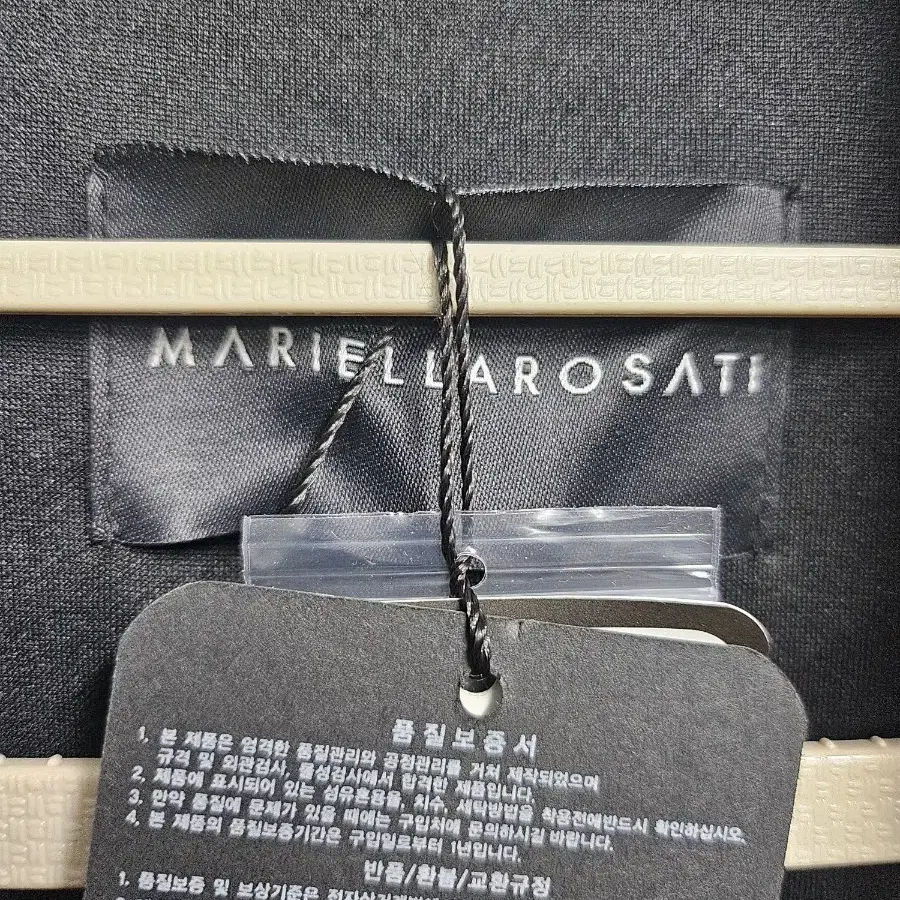 MARIELLAROSATI
품질보증서
1. 본 제품은 엄격한 품질관리와 공정관리를 거쳐 제작되었으며
규격 및 외관검사, 물성검사에서 합격한 제품입니다.
2. 제품에 표시되어 있는 섬유혼용율, 치수, 세탁방법을 착용전에반드시 확인하십시오.
3. 만약 품질에 문제가 있을 때에는 구입처에 문의하시길 바랍니다.
4. 본 제품의 품질보증기간은 구입일로부터 1년입니다.
반품/환불/교환규정
1. 품질보증 및 보상기준은